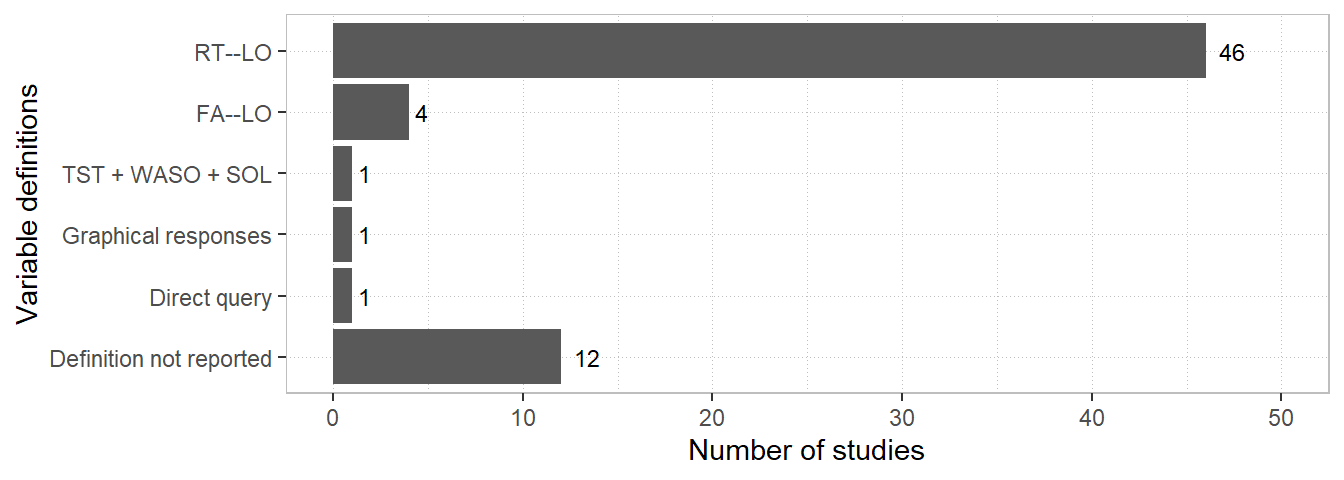 Variable definitions
RT--LO
46
FA--LO
4
TST + WASO + SOL
1
Graphical responses
1
Direct query
1
Definition not reported
12
0 10 20 30 40 50
Number of studies